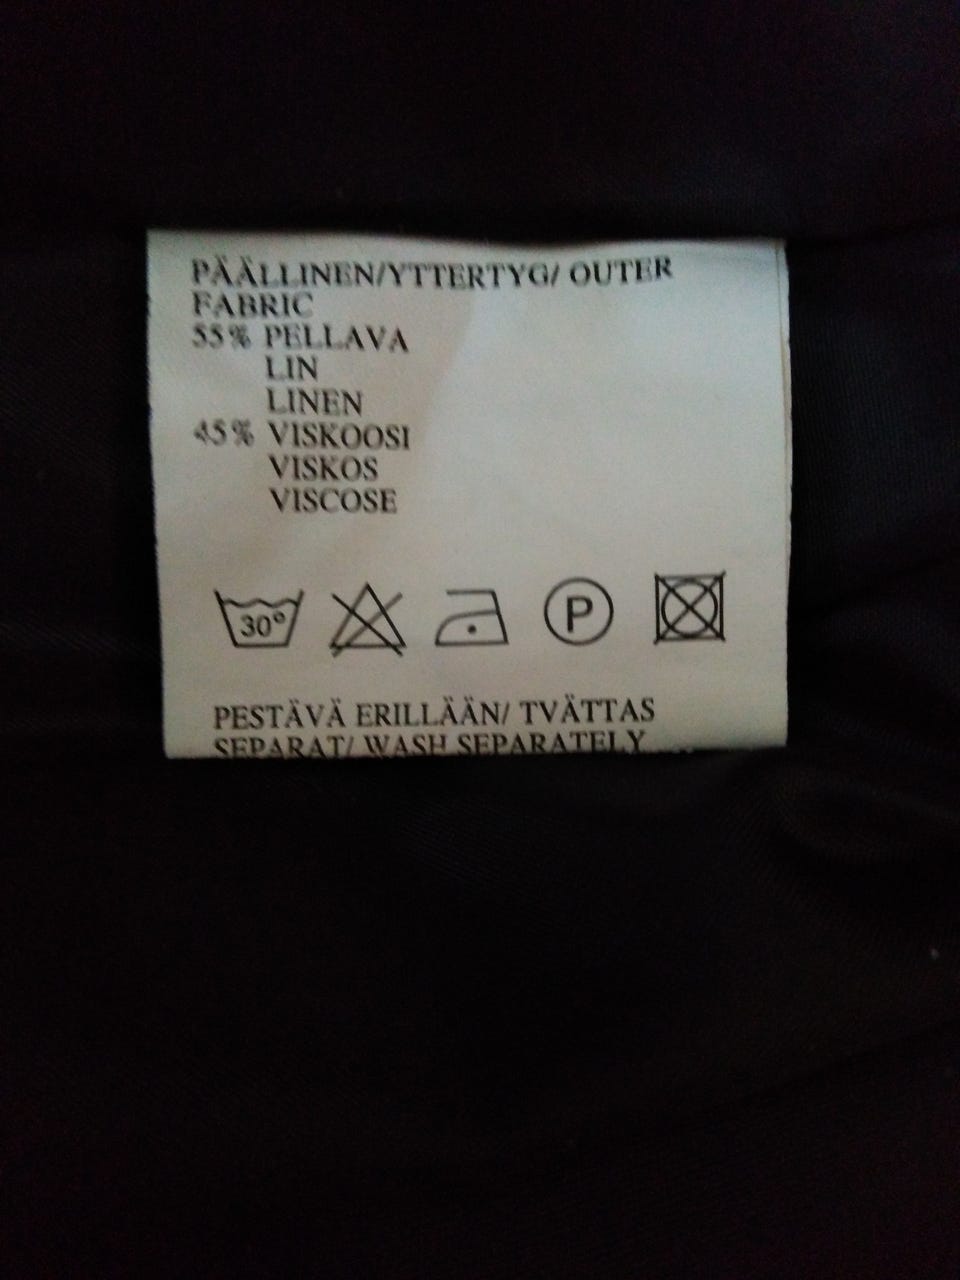 PÄÄLLINEN/YTTERTYG/ OUTER
FABRIC
55% PELLAVA
LIN
LINEN
45% VISKOOSI
VISKOS
VISCOSE
30° P
PESTÄVÄ ERILLÄÄN/ TVÄTTAS
SEPARAT/ WASH SEPARATELY